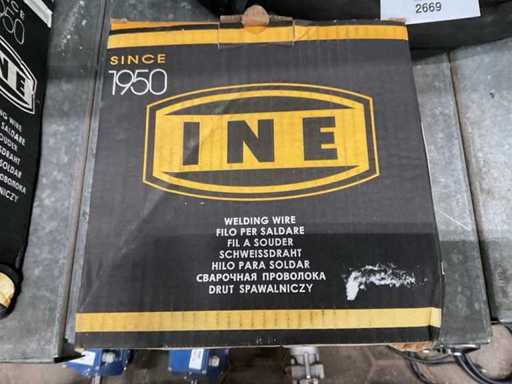 2669
SINCE
1950
INE
WELDING WIRE
FILO PER SALDARE
FIL A SOUDER
SCHWEISSDRAHT
HILO PARA SOLDAR
СВАРОЧНАЯ ПРОВОЛОКА
DRUT SPAWALNICZY
NE